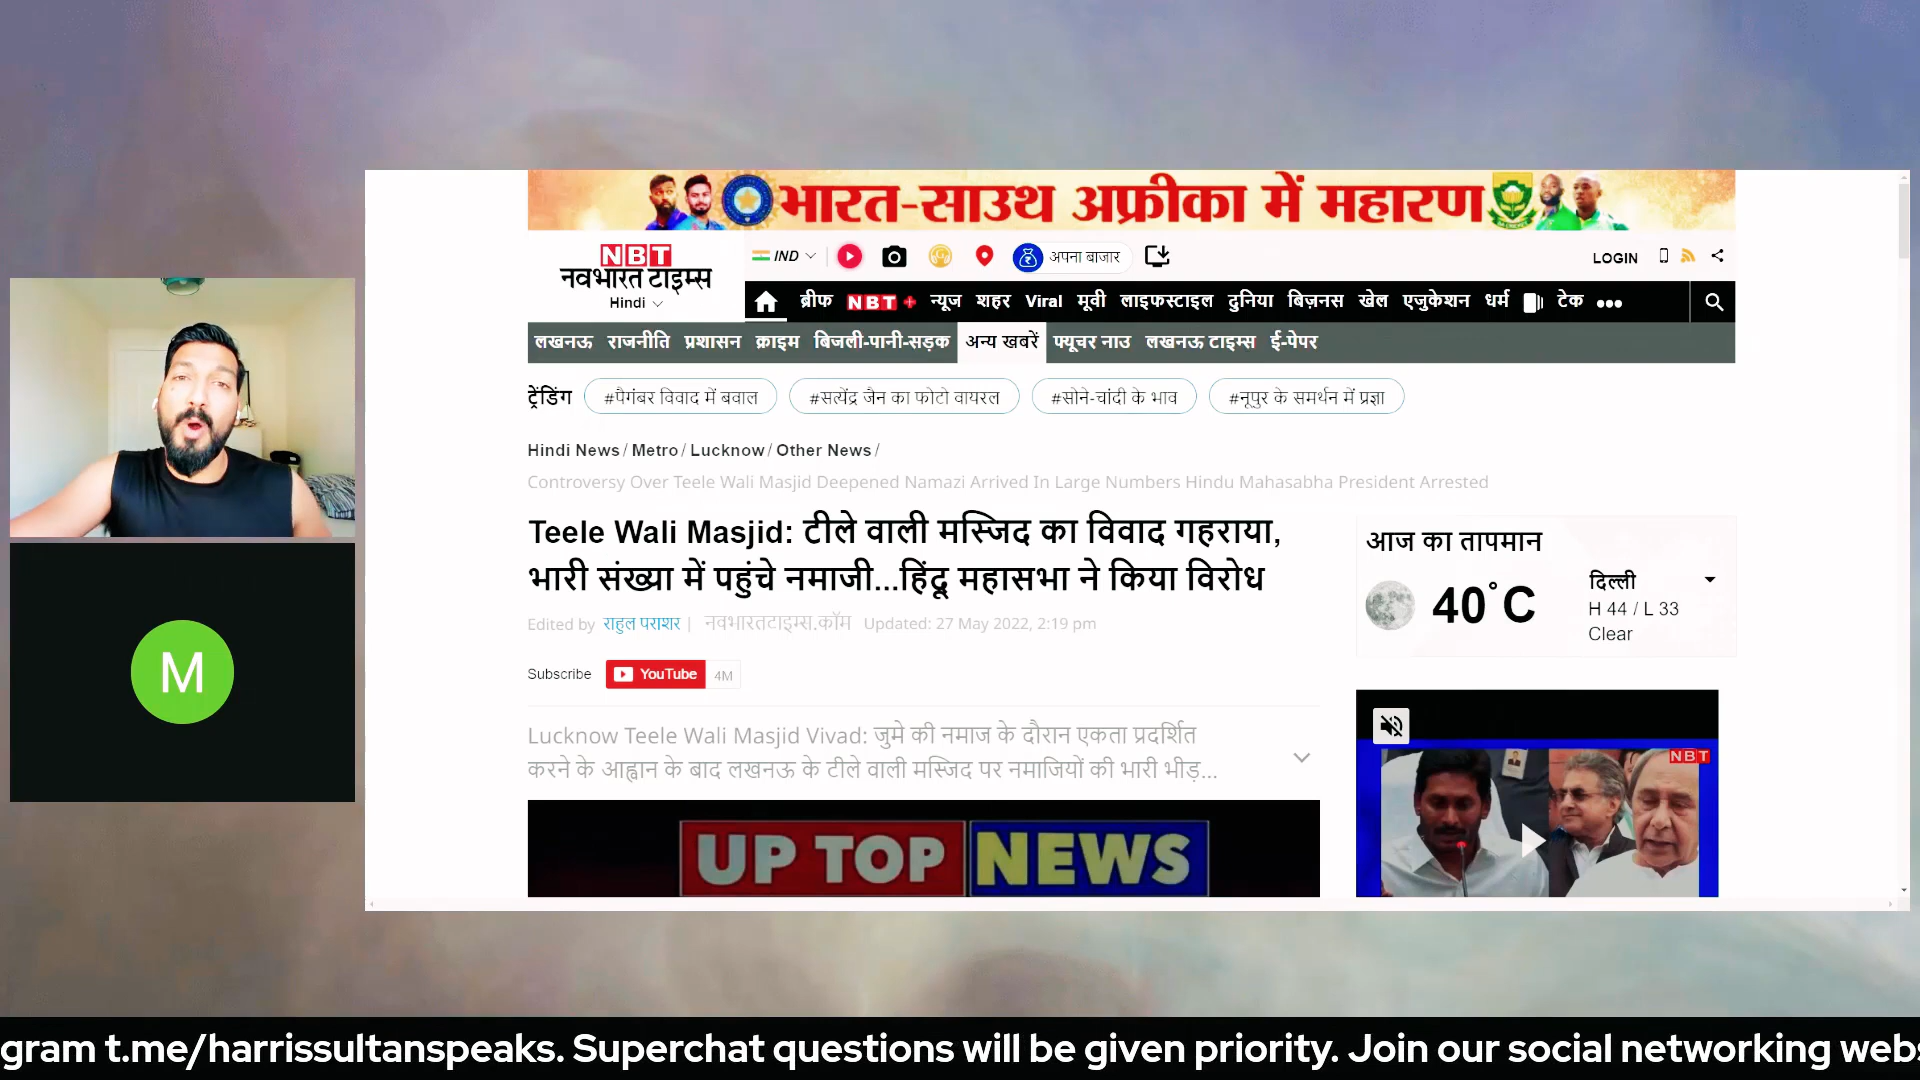 भारत-साउथ अफ्रीका में महारण
NBT
नवभारत टाइम्स
Hindi
IND
अपना बाजार
LOGIN
ब्रीफ NBT+ न्यूज शहर Viral मूवी लाइफस्टाइल दुनिया बिज़नस खेल एजुकेशन धर्म टेक
लखनऊ राजनीति प्रशासन क्राइम बिजली-पानी-सड़क अन्य खबरें फ्यूचर नाउ लखनऊ टाइम्स ई-पेपर
ट्रेंडिंग #पैगंबर विवाद में बवाल #सत्येंद्र जैन का फोटो वायरल #सोने-चांदी के भाव #नूपुर के समर्थन में प्रज्ञा
Hindi News / Metro / Lucknow / Other News /
Controversy Over Teele Wali Masjid Deepened Namazi Arrived In Large Numbers Hindu Mahasabha President Arrested
Teele Wali Masjid: टीले वाली मस्जिद का विवाद गहराया,
भारी संख्या में पहुंचे नमाजी...हिंदू महासभा ने किया विरोध
Edited by राहुल पराशर | नवभारतटाइम्स.कॉम Updated: 27 May 2022, 2:19 pm
Subscribe YouTube 4M
Lucknow Teele Wali Masjid Vivad: जुमे की नमाज के दौरान एकता प्रदर्शित
करने के आह्वान के बाद लखनऊ के टीले वाली मस्जिद पर नमाजियों की भारी भीड़...
UP TOP NEWS
आज का तापमान
40°C
दिल्ली
H 44 / L 33
Clear
NBT
M
gram t.me/harrissultanspeaks. Superchat questions will be given priority. Join our social networking webs